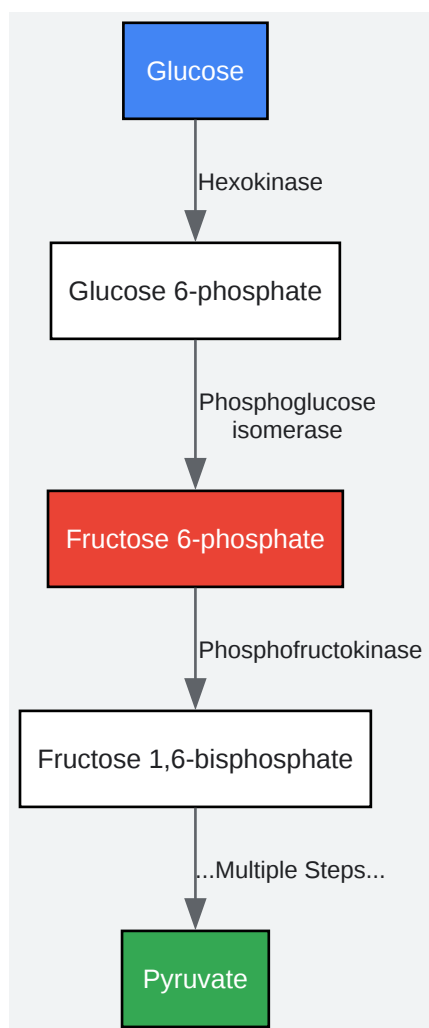 Glucose
Hexokinase
Glucose 6-phosphate
Phosphoglucose
isomerase
Fructose 6-phosphate
Phosphofructokinase
Fructose 1,6-bisphosphate
...Multiple Steps...
Pyruvate